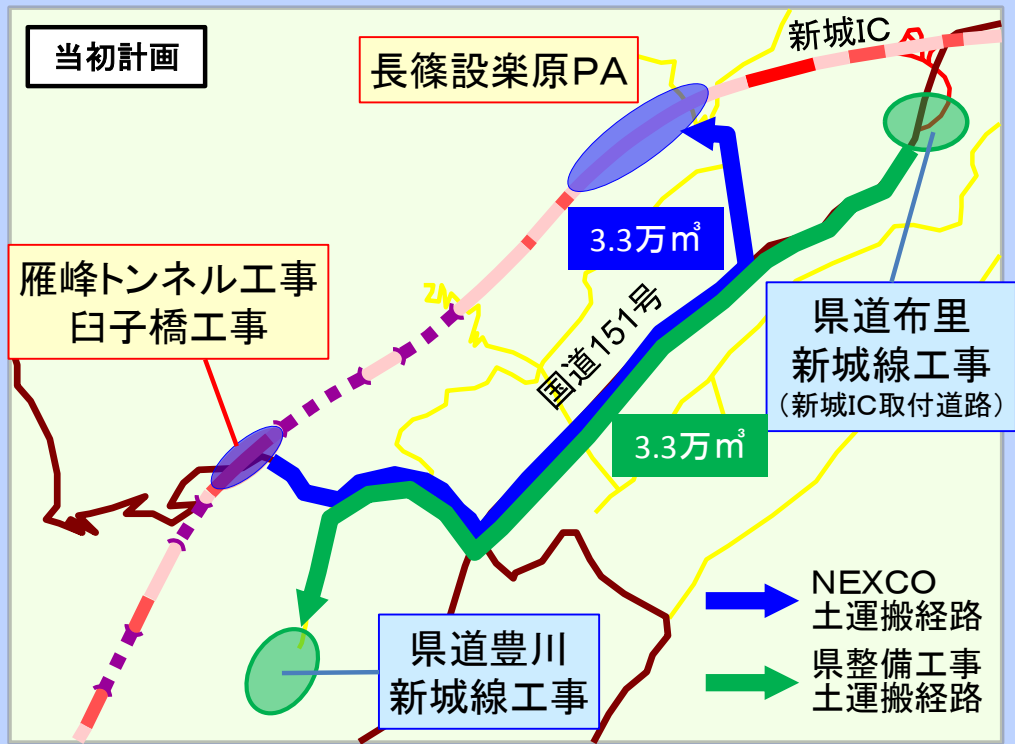 当初計画
新城IC
長篠設楽原PA
3.3万㎥
雁峰トンネル工事
臼子橋工事
国道151号
県道布里
新城線工事
（新城IC取付道路）
3.3万㎥
県道豊川
新城線工事
NEXCO
土運搬経路
県整備工事
土運搬経路